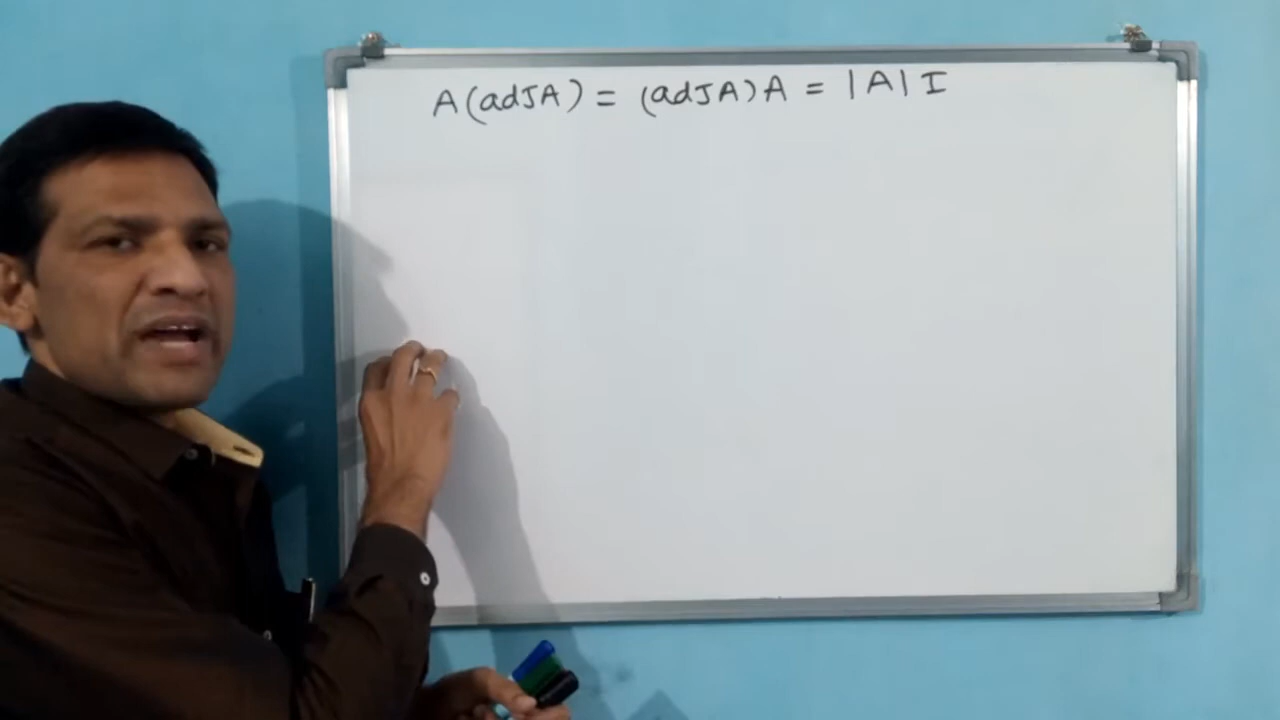 A(adJA) = (adJA)A = |A| I